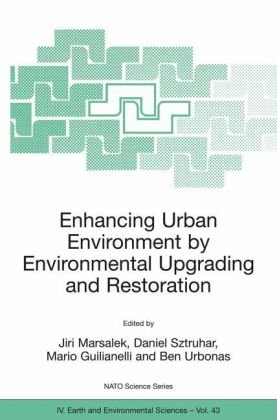 Enhancing Urban
Environment by
Environmental Upgrading
and Restoration
Edited by
Jiri Marsalek, Daniel Sztruhar,
Mario Guilianelli and Ben Urbonas
NATO Science Series
IV. Earth and Environmental Sciences – Vol. 43